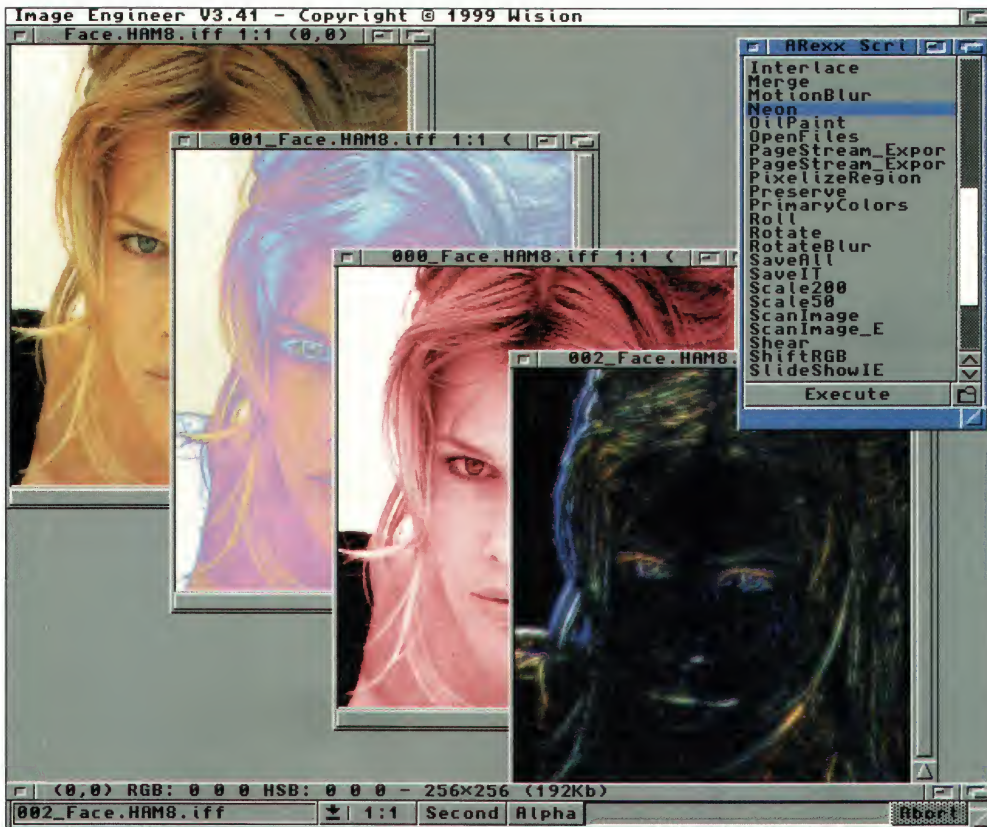 Image Engineer V3.41 - Copyright © 1999 Wision
Face.HAM8.iff 1:1 (0,0)
001_Face.HAM8.iff 1:1 (
000_Face.HAM8.iff 1:1 (
002_Face.HAM8.
ARexx Scri
Interlace
Merge
MotionBlur
Neon
OilPaint
OpenFiles
PageStream_Expor
PageStream_Expor
PixelizeRegion
Preserve
PrimaryColors
Roll
Rotate
RotateBlur
SaveAll
SaveIT
Scale200
Scale50
ScanImage
ScanImage_E
Shear
ShiftRGB
SlideShowIE
Execute
(0,0) RGB: 0 0 0 HSB: 0 0 0 - 256×256 (192Kb)
002_Face.HAM8.iff
1:1
Second
Alpha
Abort